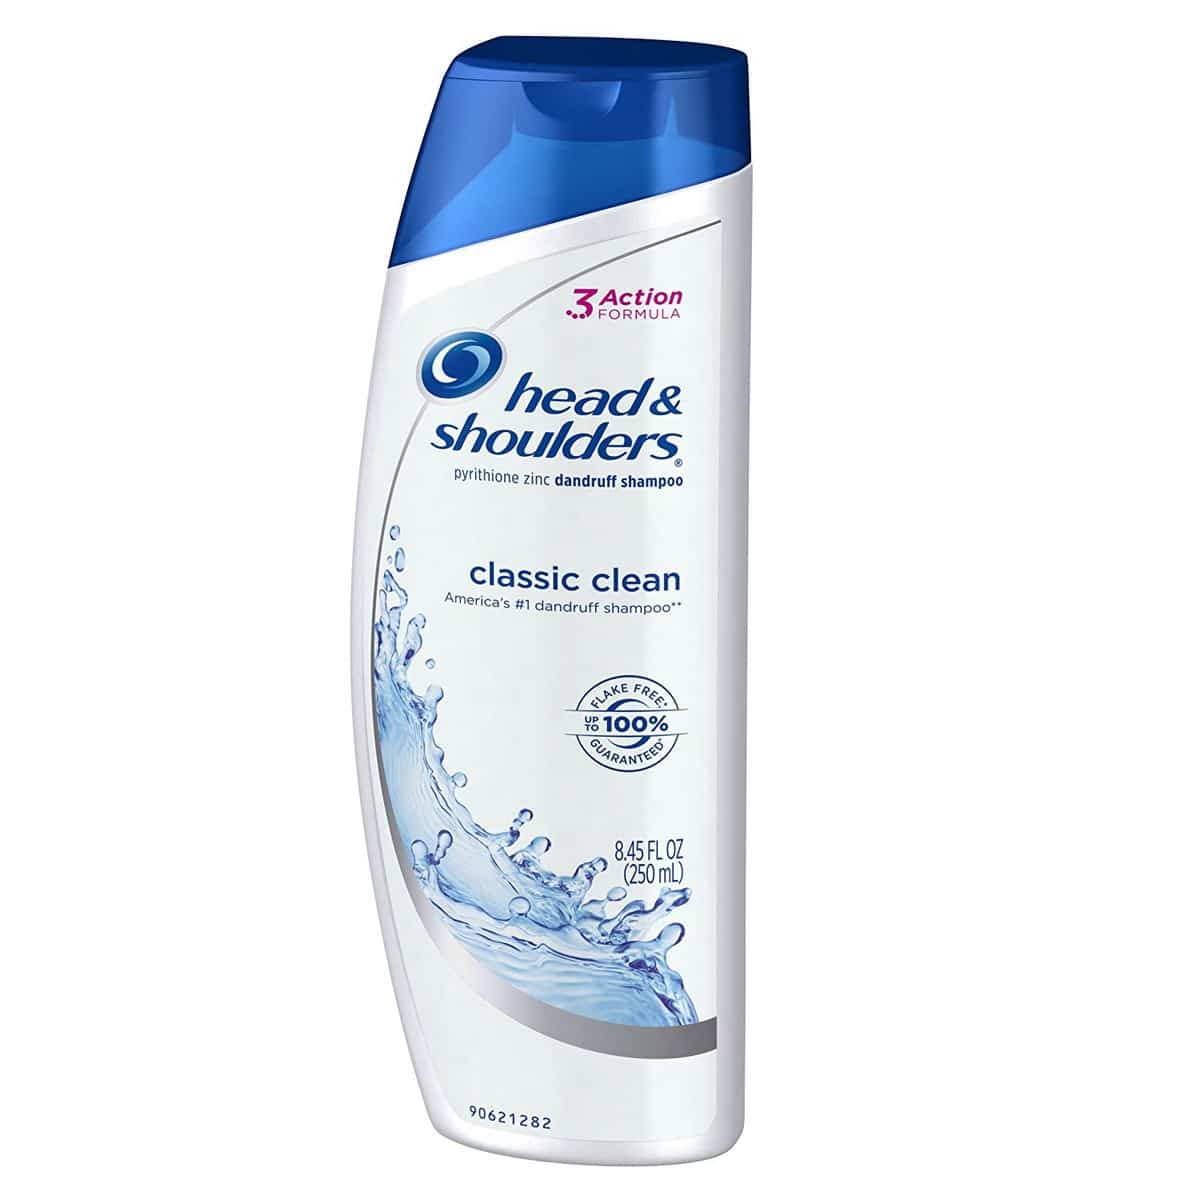 3 Action
FORMULA
head &
shoulders®
pyrithione zinc dandruff shampoo
classic clean
America's #1 dandruff shampoo**
FLAKE FREE*
UP TO 100%
GUARANTEED^
8.45 FL OZ
(250 mL)
90621282